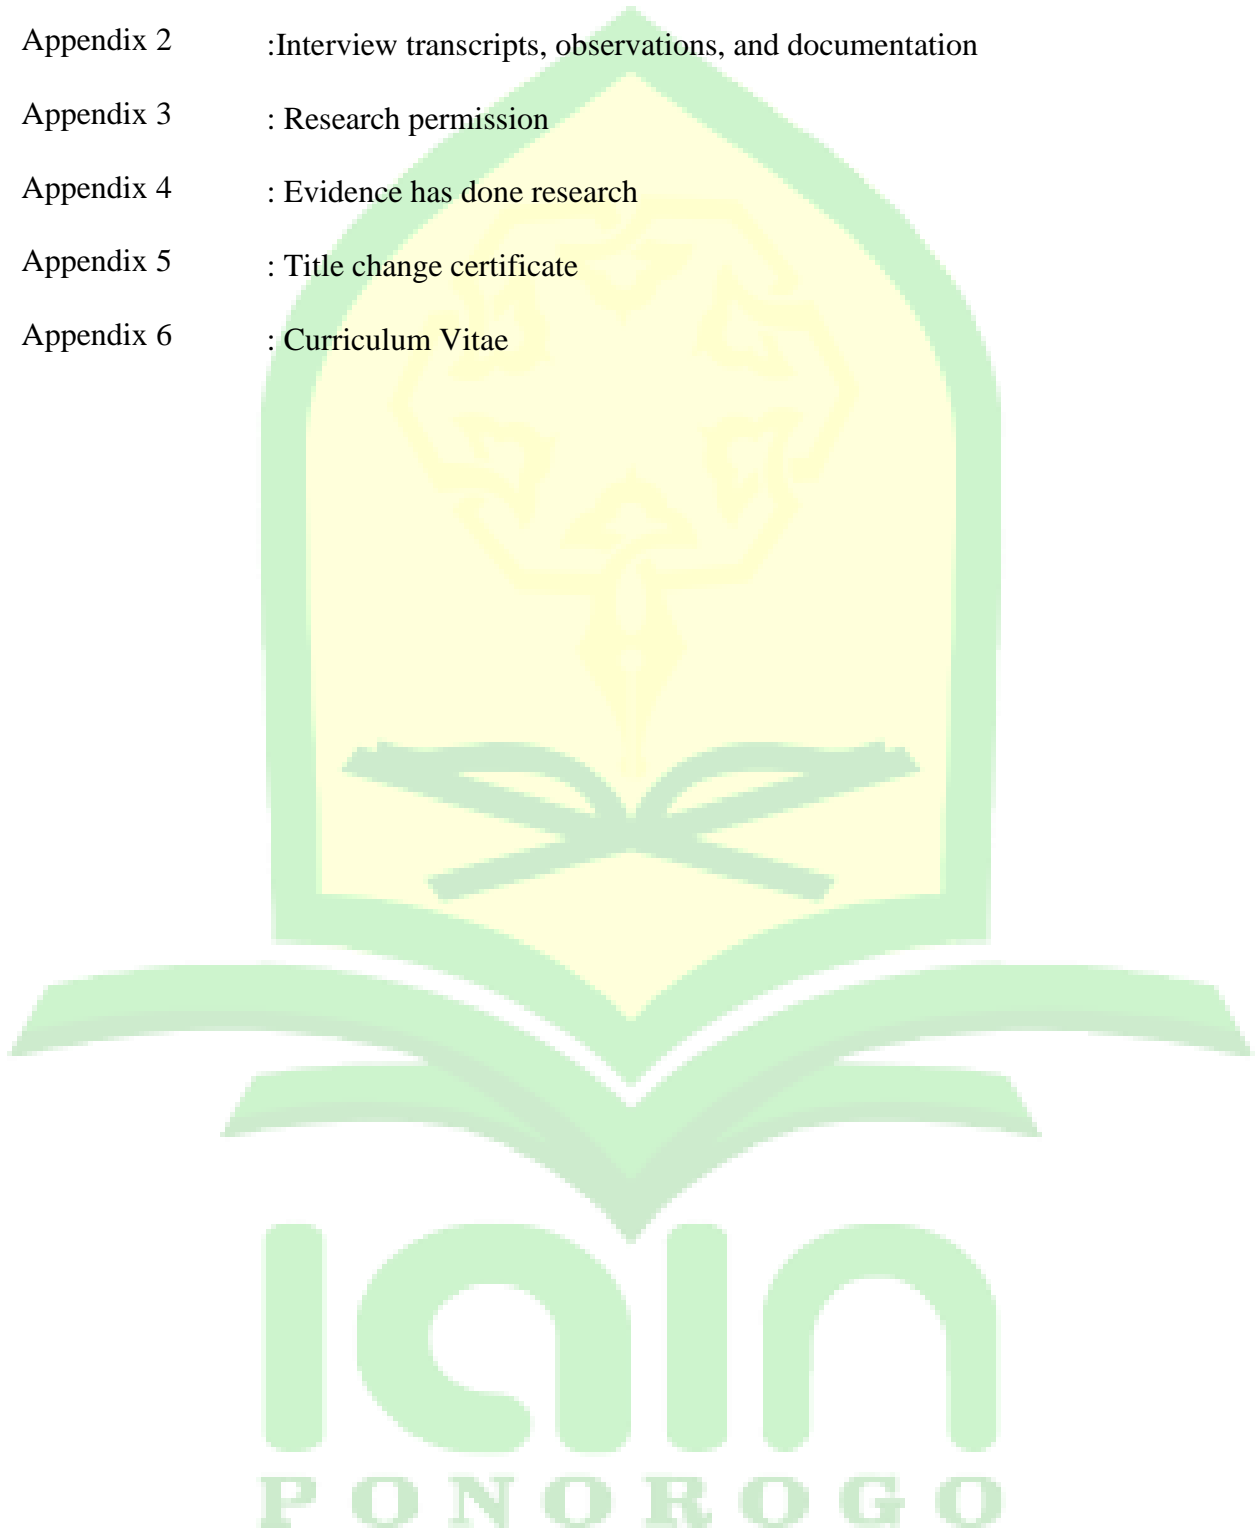 Appendix 2 :Interview transcripts, observations, and documentation
Appendix 3 : Research permission
Appendix 4 : Evidence has done research
Appendix 5 : Title change certificate
Appendix 6 : Curriculum Vitae
iain
PONOROGO